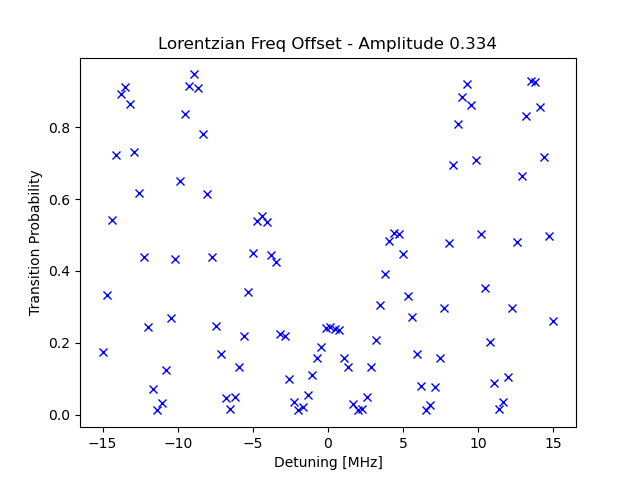 Lorentzian Freq Offset - Amplitude 0.334
Transition Probability
0.8
0.6
0.4
0.2
0.0
−15 −10 −5 0 5 10 15
Detuning [MHz]